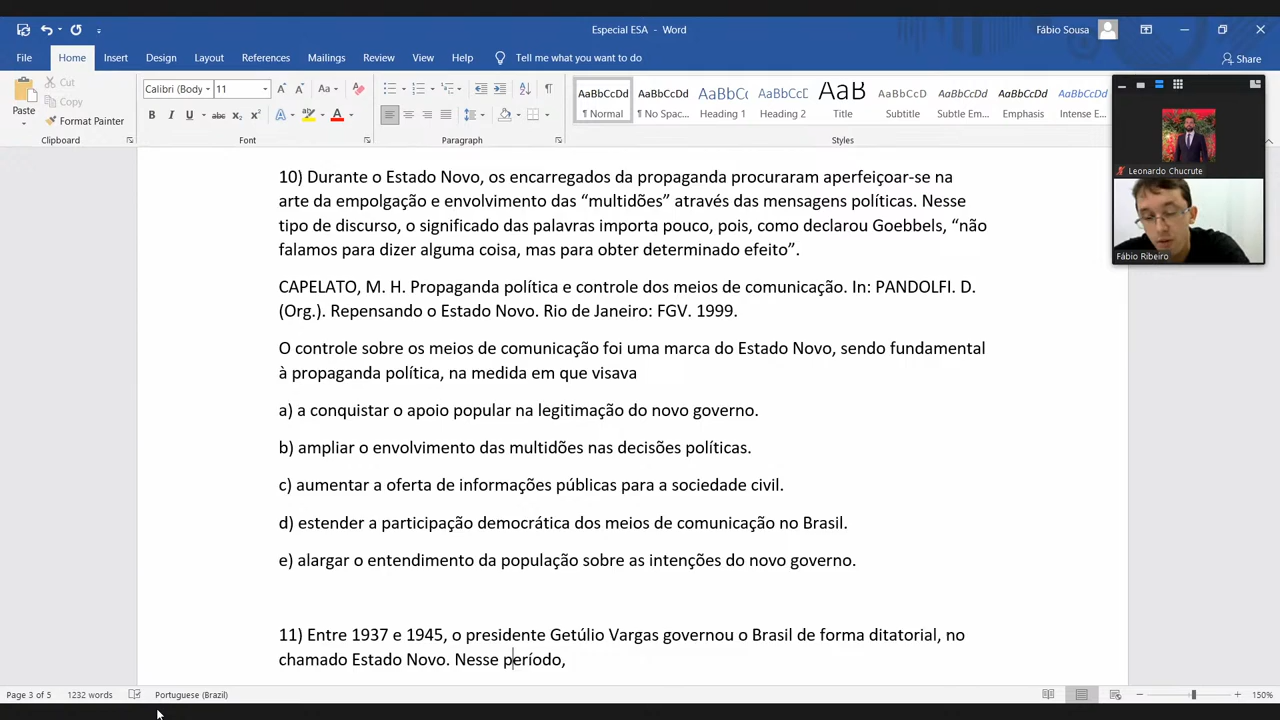 Especial ESA - Word
Fábio Sousa
File Home Insert Design Layout References Mailings Review View Help Tell me what you want to do
Share
Paste
Cut
Copy
Format Painter
Clipboard
Calibri (Body
11
Font
Paragraph
AaBbCcDd
¶ Normal
AaBbCcDd
¶ No Spac...
AaBbC
Heading 1
AaBbCcC
Heading 2
AaB
Title
AaBbCcD
Subtitle
AaBbCcDd
Subtle Em...
AaBbCcDd
Emphasis
AaBbCcDd
Intense E...
Styles
Leonardo Chucrute
Fábio Ribeiro
10) Durante o Estado Novo, os encarregados da propaganda procuraram aperfeiçoar-se na
arte da empolgação e envolvimento das “multidões” através das mensagens políticas. Nesse
tipo de discurso, o significado das palavras importa pouco, pois, como declarou Goebbels, “não
falamos para dizer alguma coisa, mas para obter determinado efeito”.
CAPELATO, M. H. Propaganda política e controle dos meios de comunicação. In: PANDOLFI. D.
(Org.). Repensando o Estado Novo. Rio de Janeiro: FGV. 1999.
O controle sobre os meios de comunicação foi uma marca do Estado Novo, sendo fundamental
à propaganda política, na medida em que visava
a) a conquistar o apoio popular na legitimação do novo governo.
b) ampliar o envolvimento das multidões nas decisões políticas.
c) aumentar a oferta de informações públicas para a sociedade civil.
d) estender a participação democrática dos meios de comunicação no Brasil.
e) alargar o entendimento da população sobre as intenções do novo governo.
11) Entre 1937 e 1945, o presidente Getúlio Vargas governou o Brasil de forma ditatorial, no
chamado Estado Novo. Nesse período,
Page 3 of 5 1232 words Portuguese (Brazil)
150%